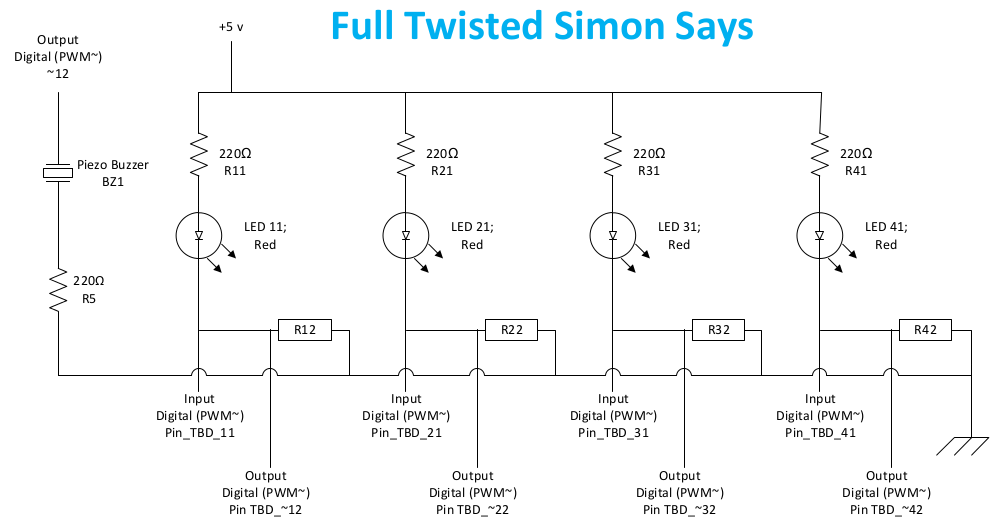 Full Twisted Simon Says
+5 v
Output
Digital (PWM~)
~12
Piezo Buzzer
BZ1
220Ω
R5
220Ω
R11
220Ω
R21
220Ω
R31
220Ω
R41
LED 11;
Red
LED 21;
Red
LED 31;
Red
LED 41;
Red
R12
R22
R32
R42
Input
Digital (PWM~)
Pin_TBD_11
Input
Digital (PWM~)
Pin_TBD_21
Input
Digital (PWM~)
Pin_TBD_31
Input
Digital (PWM~)
Pin_TBD_41
Output
Digital (PWM~)
Pin TBD_~12
Output
Digital (PWM~)
Pin TBD_~22
Output
Digital (PWM~)
Pin TBD_~32
Output
Digital (PWM~)
Pin TBD_~42